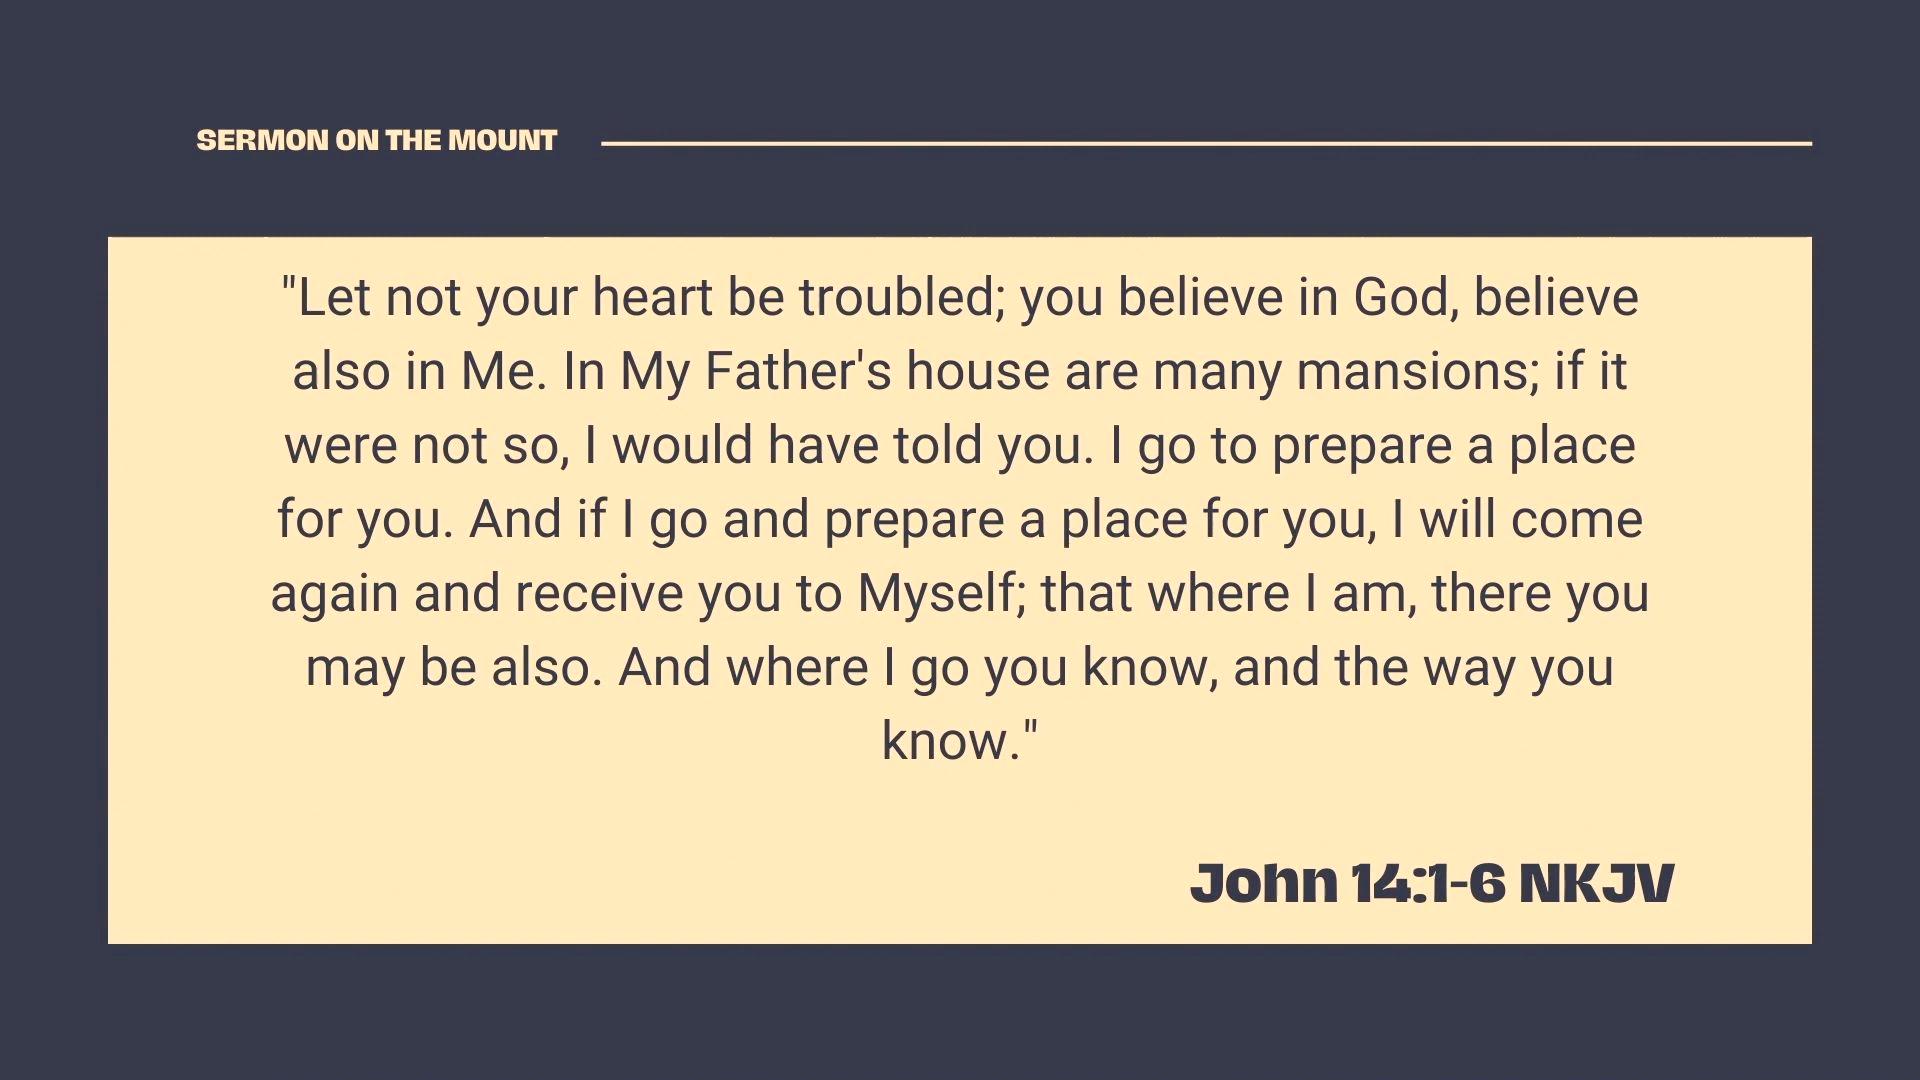 SERMON ON THE MOUNT
"Let not your heart be troubled; you believe in God, believe
also in Me. In My Father's house are many mansions; if it
were not so, I would have told you. I go to prepare a place
for you. And if I go and prepare a place for you, I will come
again and receive you to Myself; that where I am, there you
may be also. And where I go you know, and the way you
know."
John 14:1-6 NKJV